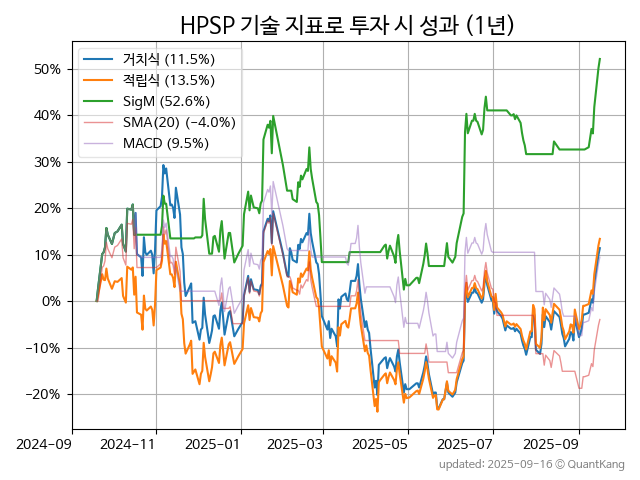 HPSP 기술 지표로 투자 시 성과 (1년)
거치식 (11.5%)
적립식 (13.5%)
SigM (52.6%)
SMA(20) (−4.0%)
MACD (9.5%)
50%
40%
30%
20%
10%
0%
−10%
−20%
2024-09 2024-11 2025-01 2025-03 2025-05 2025-07 2025-09
updated: 2025-09-16 © QuantKang